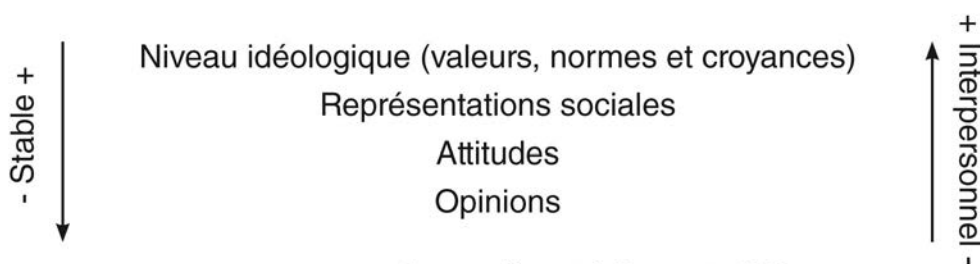 Niveau idéologique (valeurs, normes et croyances)
Représentations sociales
Attitudes
Opinions
- Stable +
+ Interpersonnel -